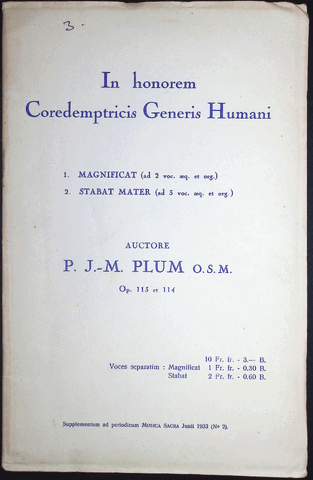 3.
In honorem
Coredemptricis Generis Humani
1. MAGNIFICAT (ad 2 voc. æq. et org.)
2. STABAT MATER (ad 3 voc. æq. et org.)
AUCTORE
P. J.-M. PLUM O.S.M.
Op. 113 et 114
10 Fr. fr. - 3.— B.
Voces separatim : Magnificat 1 Fr. fr. - 0.30 B.
Stabat 2 Fr. fr. - 0.60 B.
Supplementum ad periodicum MUSICA SACRA Junii 1933 (Nº 2).